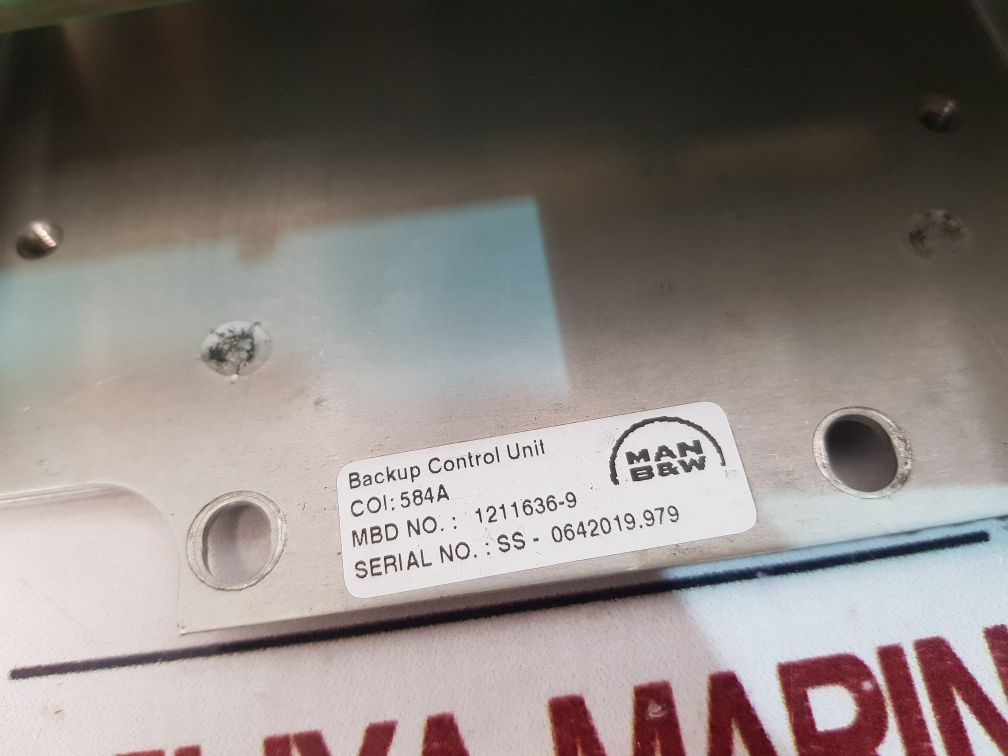 Backup Control Unit
COI: 584A
MBD NO. : 1211636-9
SERIAL NO. : SS - 0642019.979
MAN
B&W